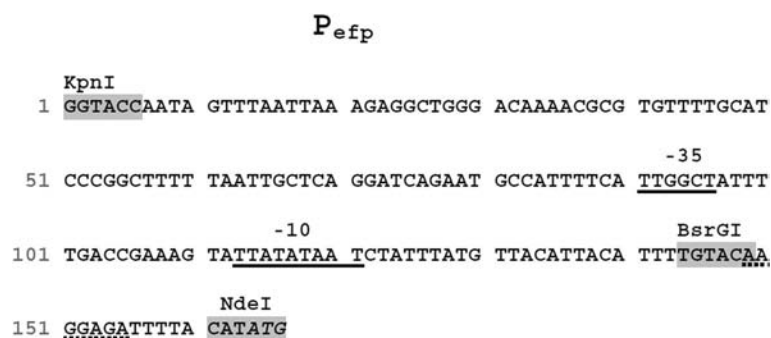 Pefp
KpnI
1 GGTACCAATA GTTTAATTAA AGAGGCTGGG ACAAAACGCG TGTTTTGCAT
-35
51 CCCGGCTTTT TAATTGCTCA GGATCAGAAT GCCATTTTCA TTGGCTATTT
-10 BsrGI
101 TGACCGAAAG TATTATATAA TCTATTTATG TTACATTACA TTTTGTACAA
NdeI
151 GGAGATTTTA CATATG